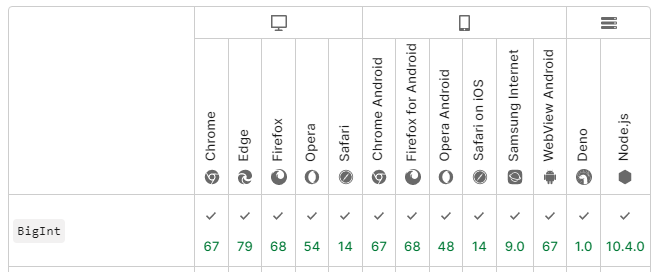 Chrome
Edge
Firefox
Opera
Safari
Chrome Android
Firefox for Android
Opera Android
Safari on iOS
Samsung Internet
WebView Android
Deno
Node.js
BigInt
67 79 68 54 14 67 68 48 14 9.0 67 1.0 10.4.0